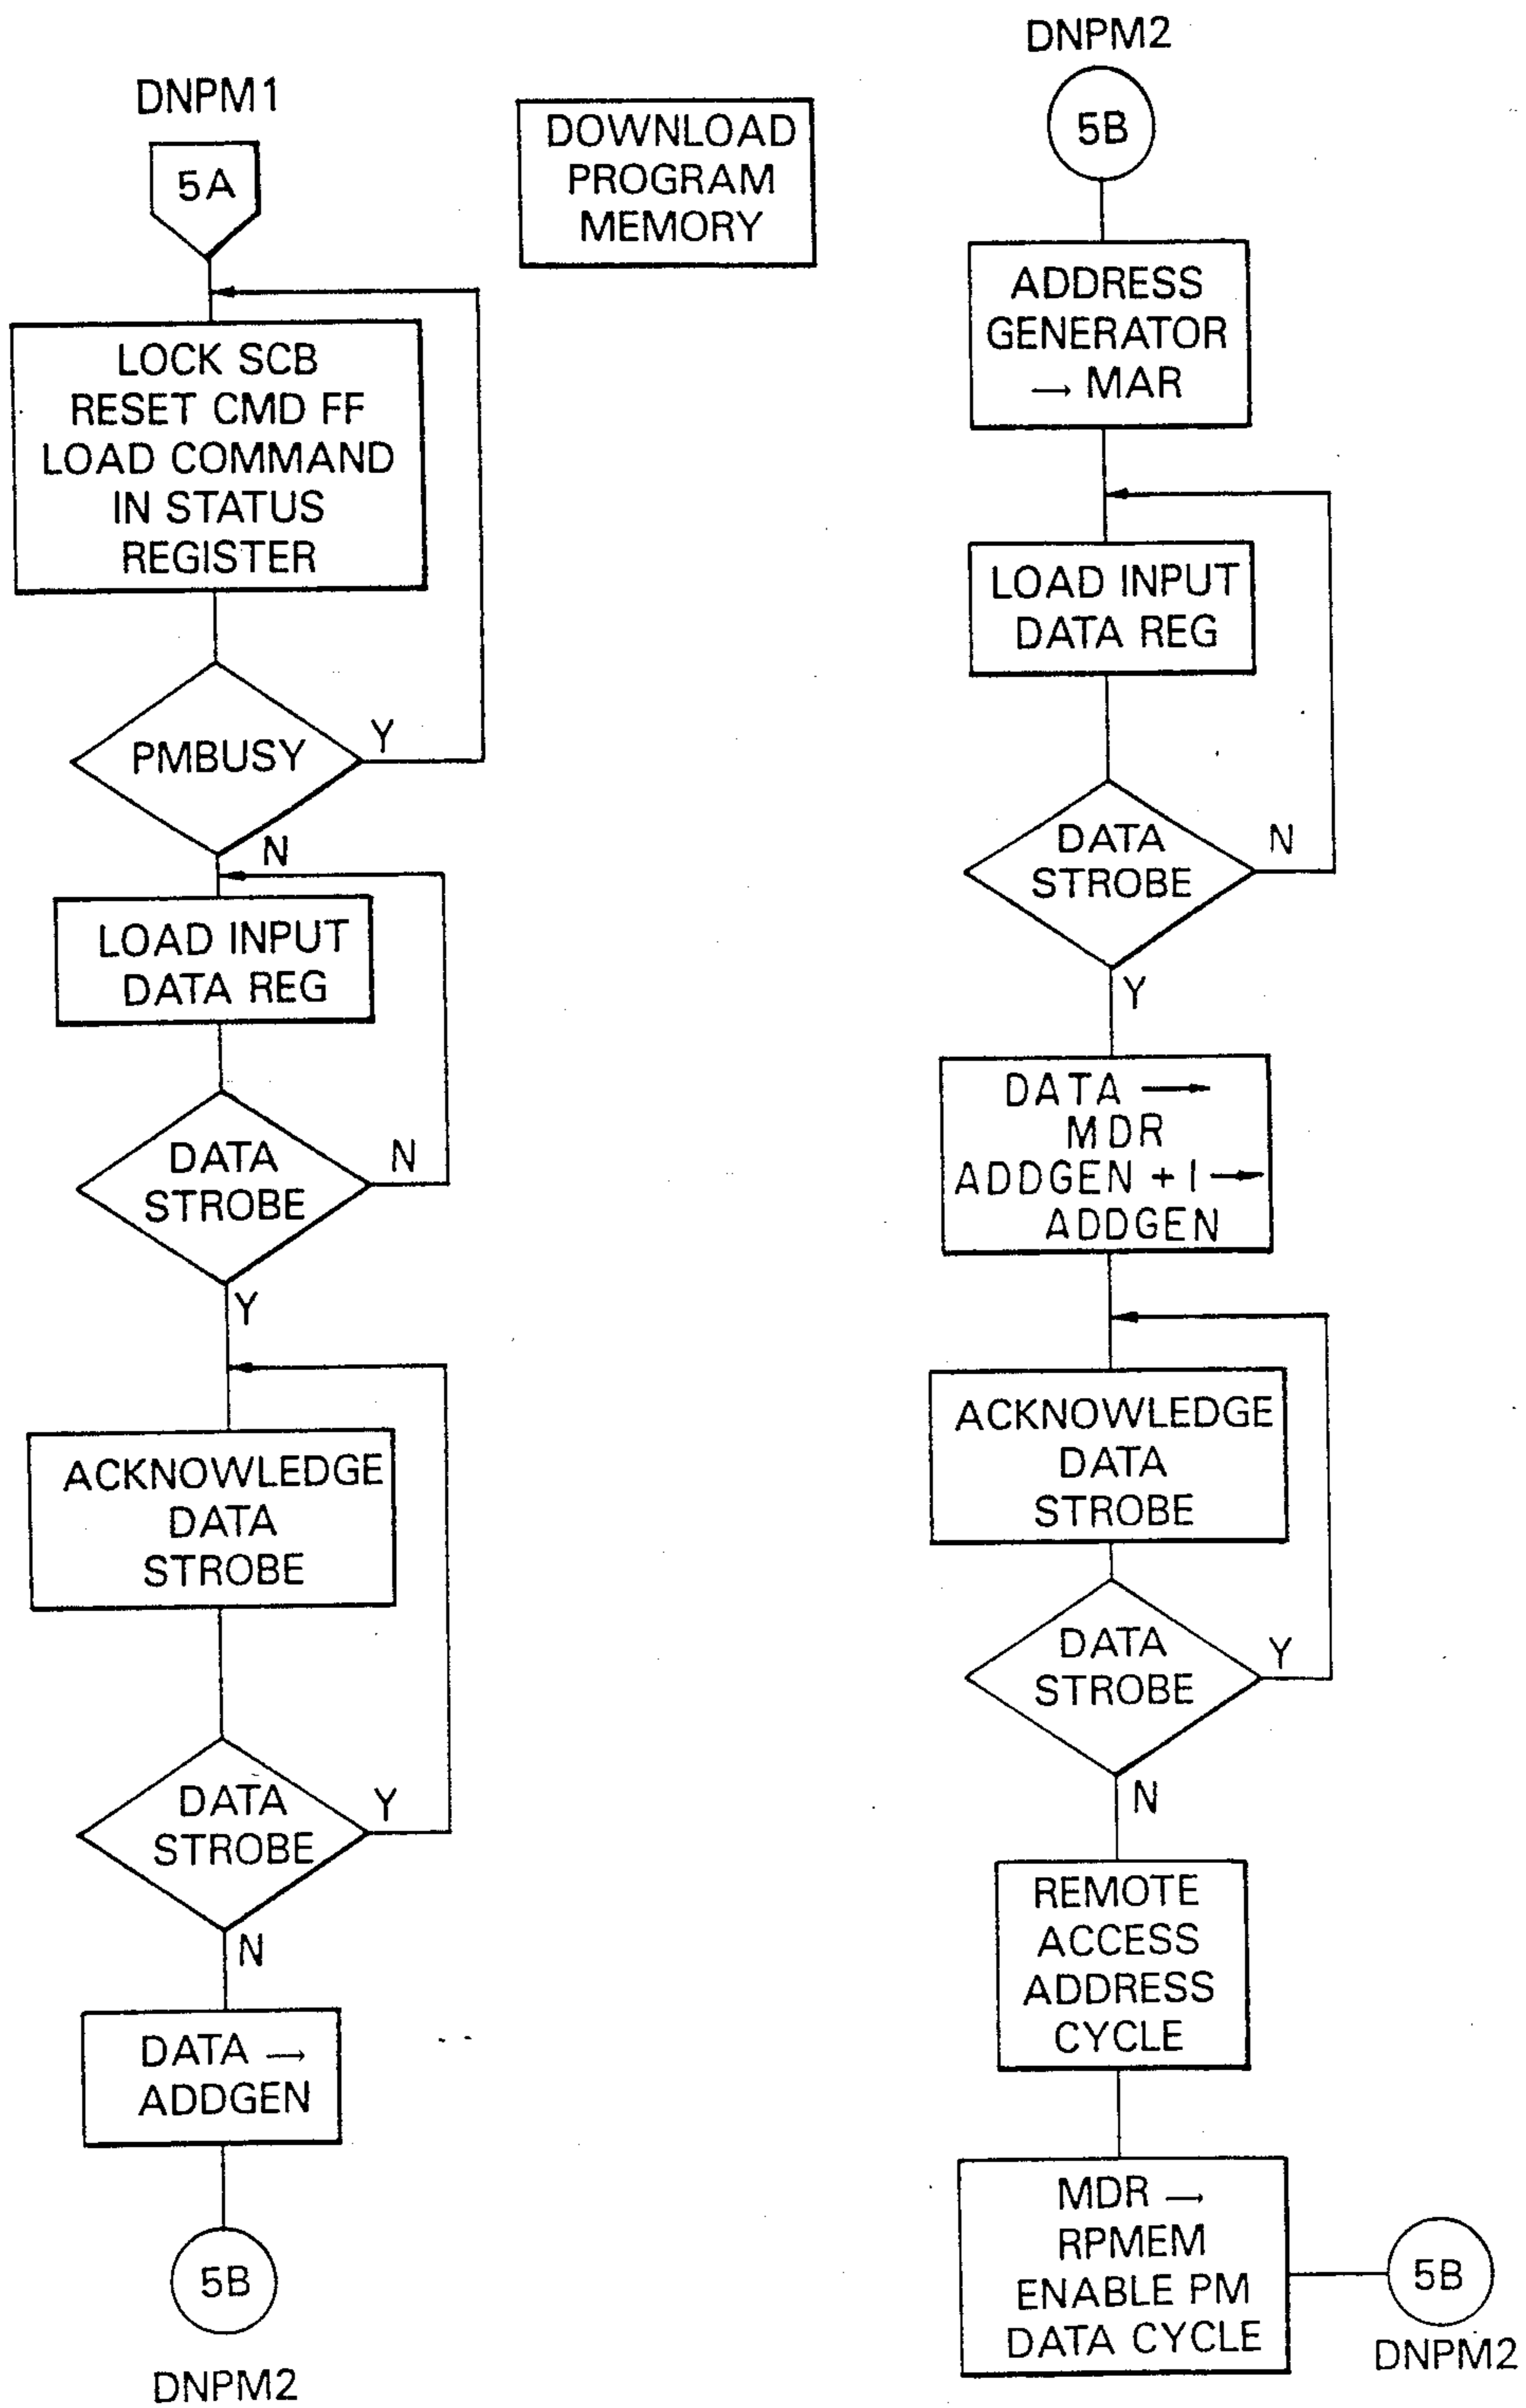 DNPM1
5A
DOWNLOAD
PROGRAM
MEMORY
LOCK SCB
RESET CMD FF
LOAD COMMAND
IN STATUS
REGISTER
PMBUSY
Y
N
LOAD INPUT
DATA REG
DATA
STROBE
N
Y
ACKNOWLEDGE
DATA
STROBE
DATA
STROBE
Y
N
DATA →
ADDGEN
5B
DNPM2
DNPM2
5B
ADDRESS
GENERATOR
→ MAR
LOAD INPUT
DATA REG
DATA
STROBE
N
Y
DATA →
MDR
ADDGEN + 1 →
ADDGEN
ACKNOWLEDGE
DATA
STROBE
DATA
STROBE
Y
N
REMOTE
ACCESS
ADDRESS
CYCLE
MDR →
RPMEM
ENABLE PM
DATA CYCLE
5B
DNPM2